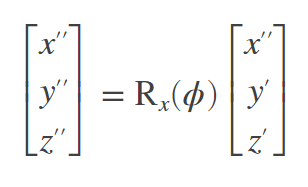 [x′′ y′′ z′′] = Rₓ(ϕ) [x′′ y′ z′]